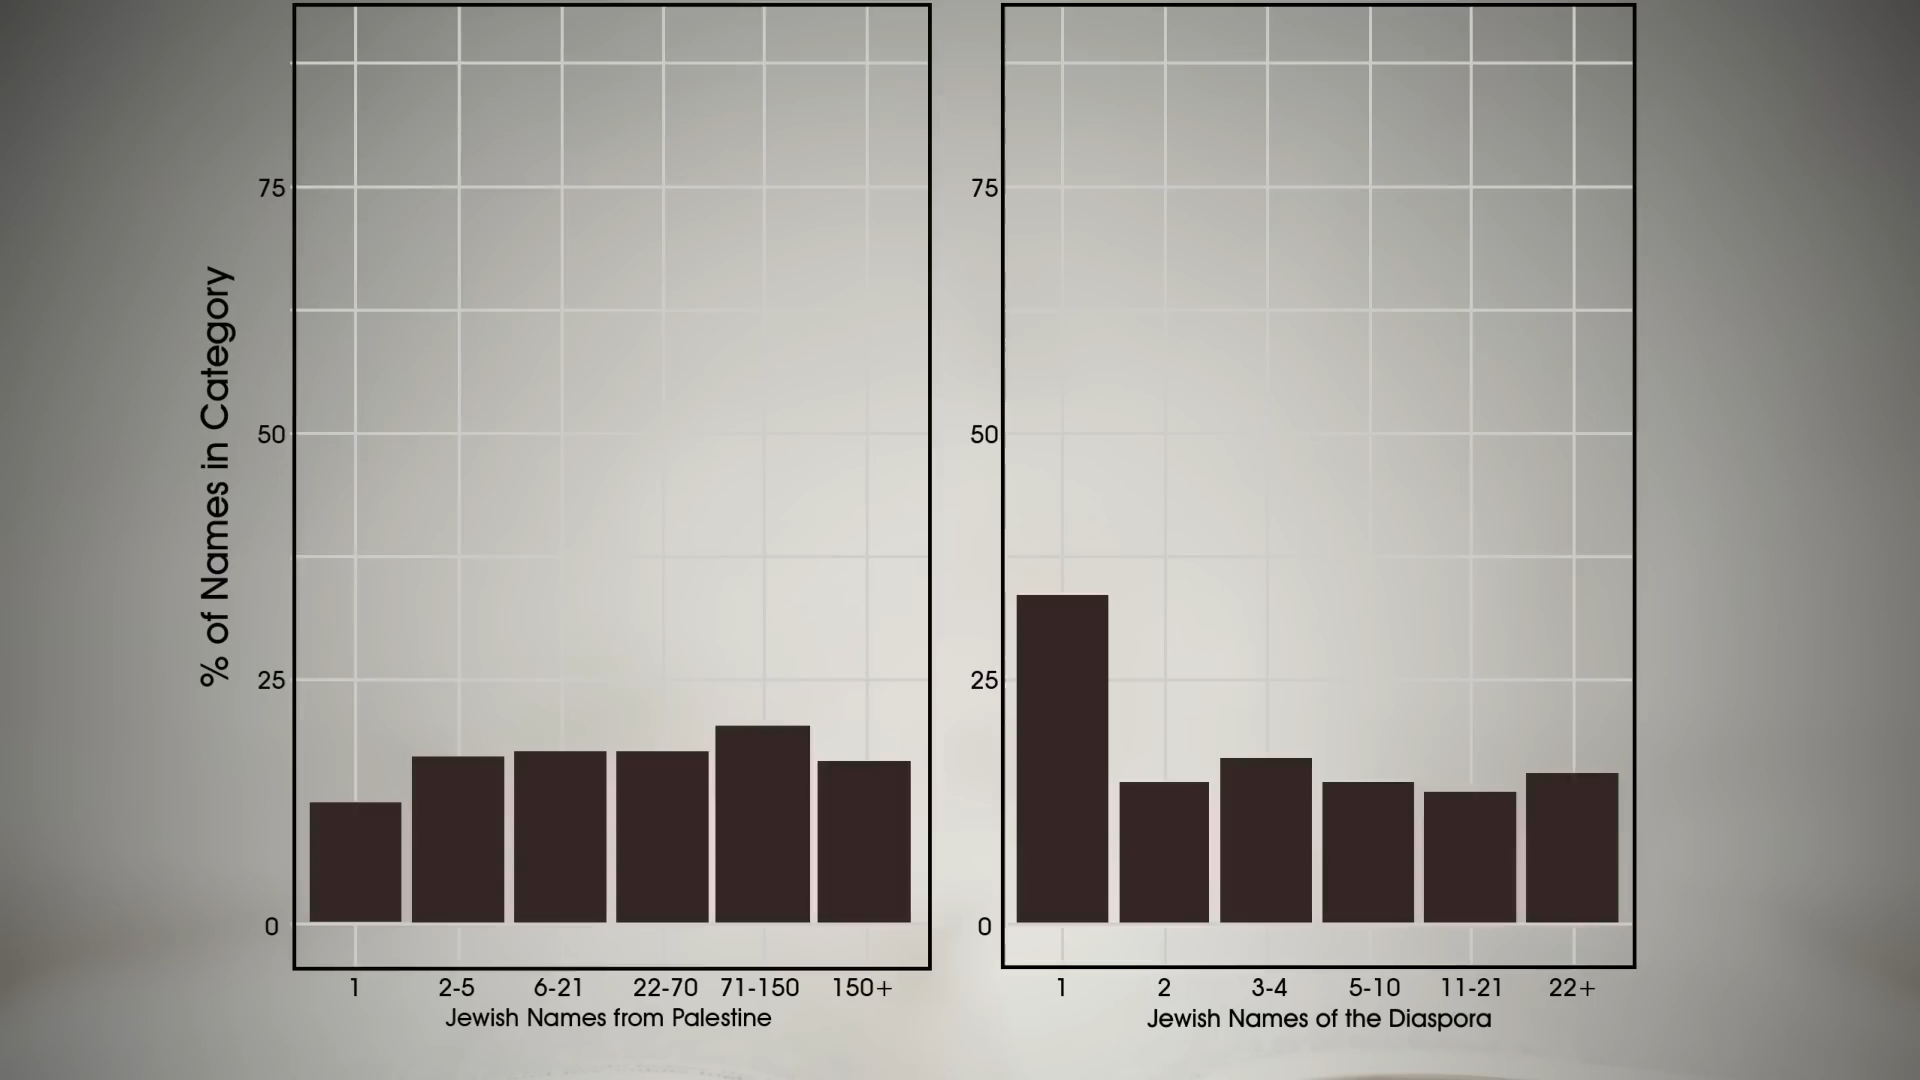 % of Names in Category
75
50
25
0
1 2-5 6-21 22-70 71-150 150+
Jewish Names from Palestine
75
50
25
0
1 2 3-4 5-10 11-21 22+
Jewish Names of the Diaspora